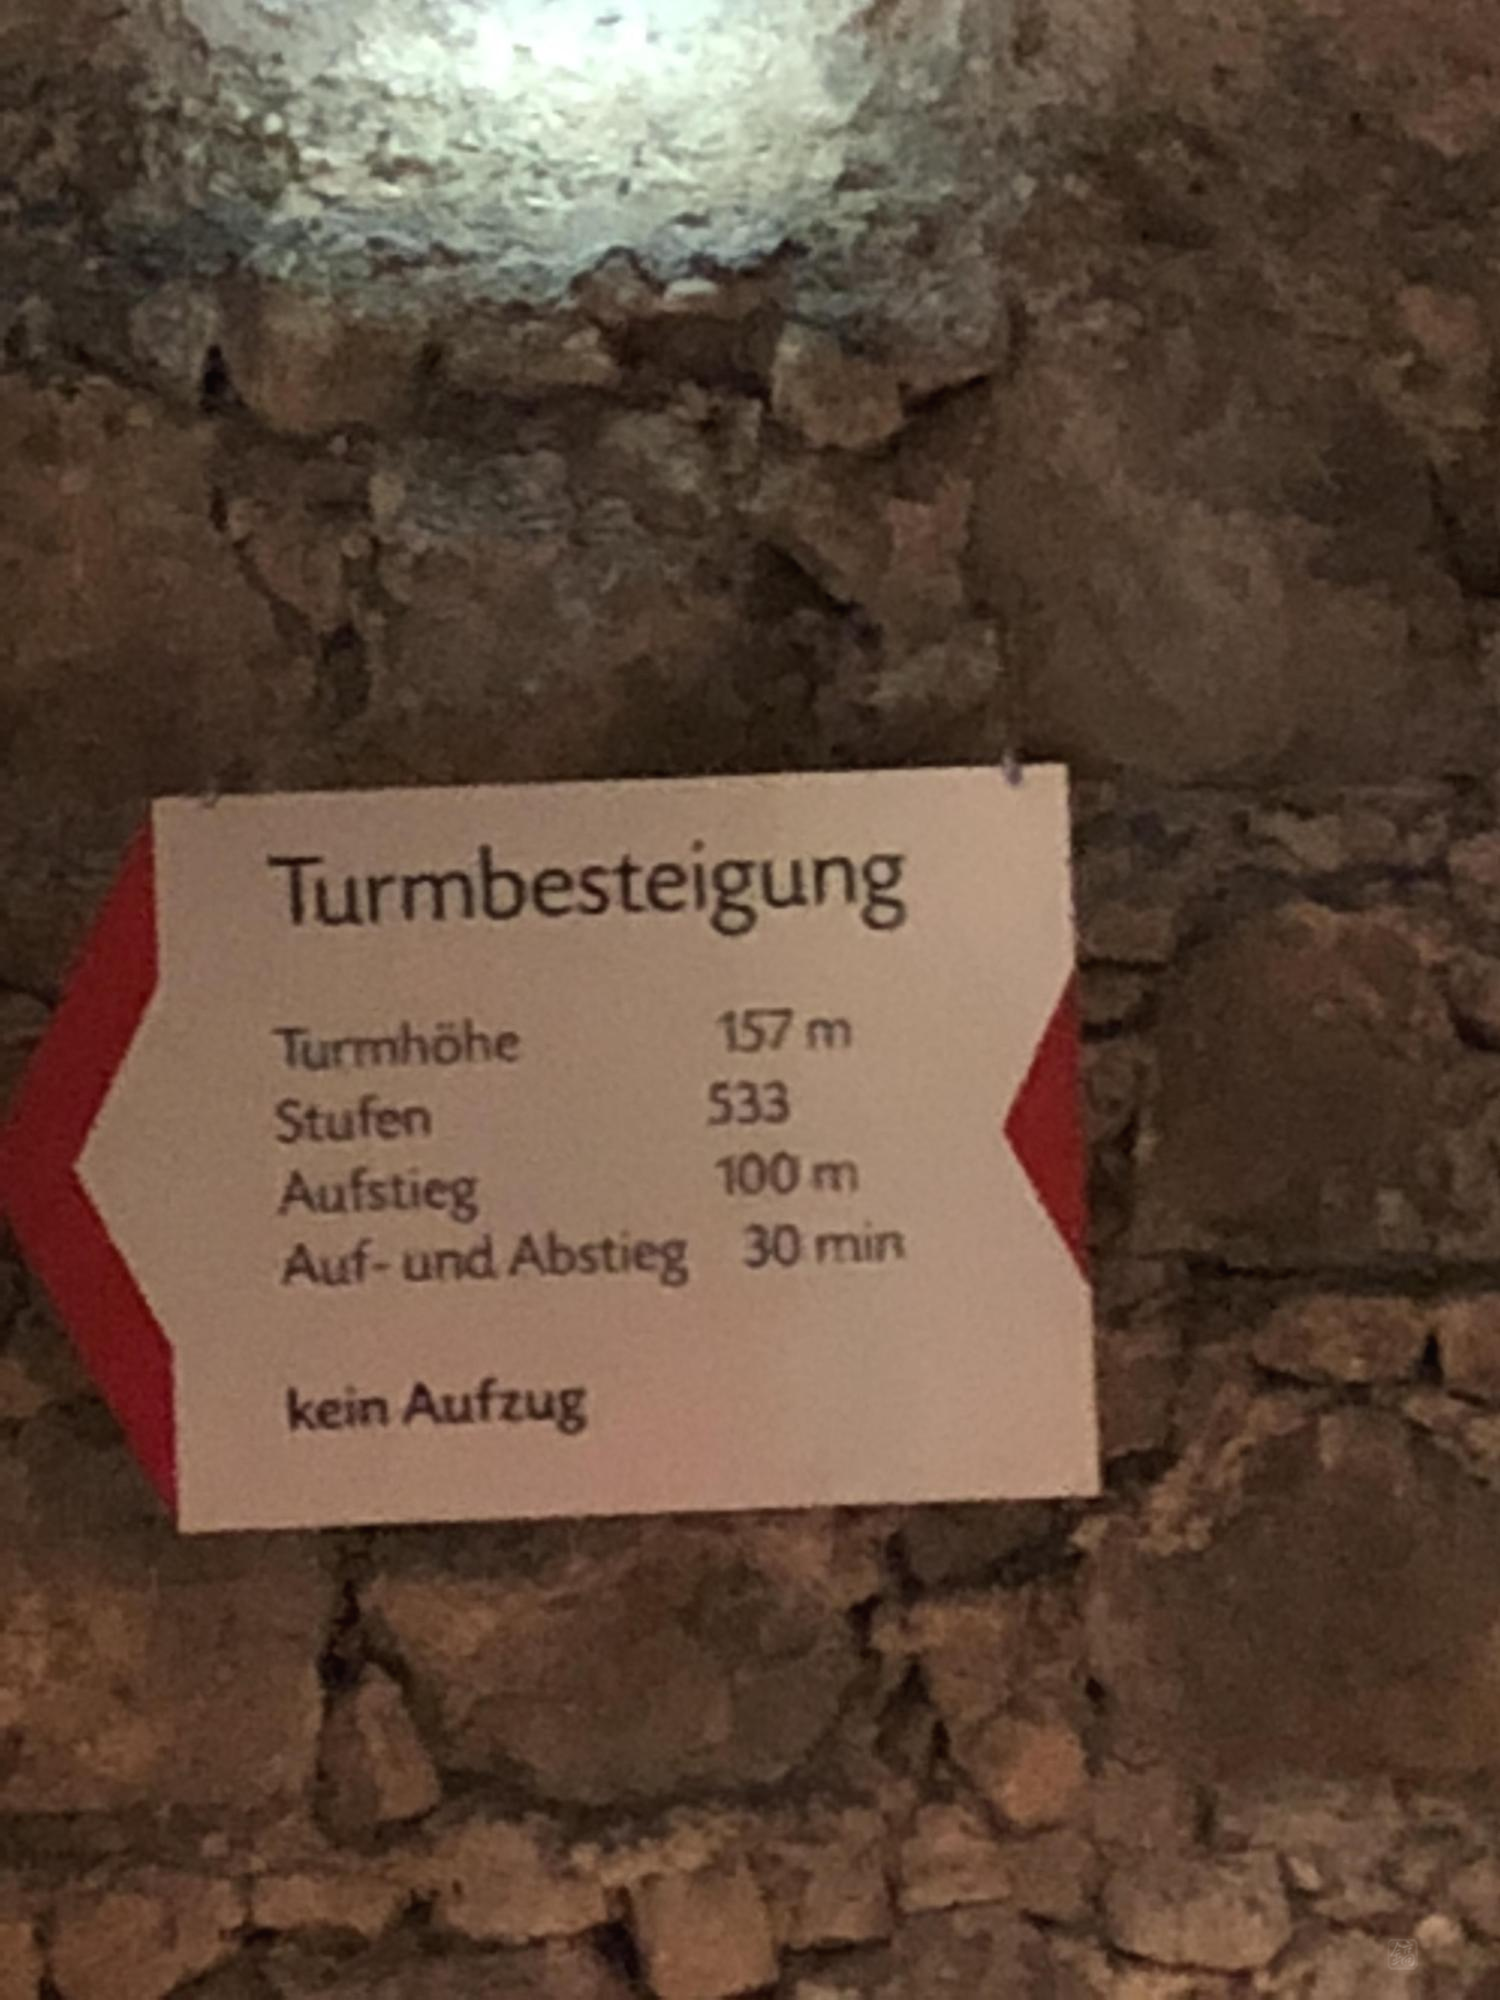 Turmbesteigung
Turmhöhe 157 m
Stufen 533
Aufstieg 100 m
Auf- und Abstieg 30 min
kein Aufzug